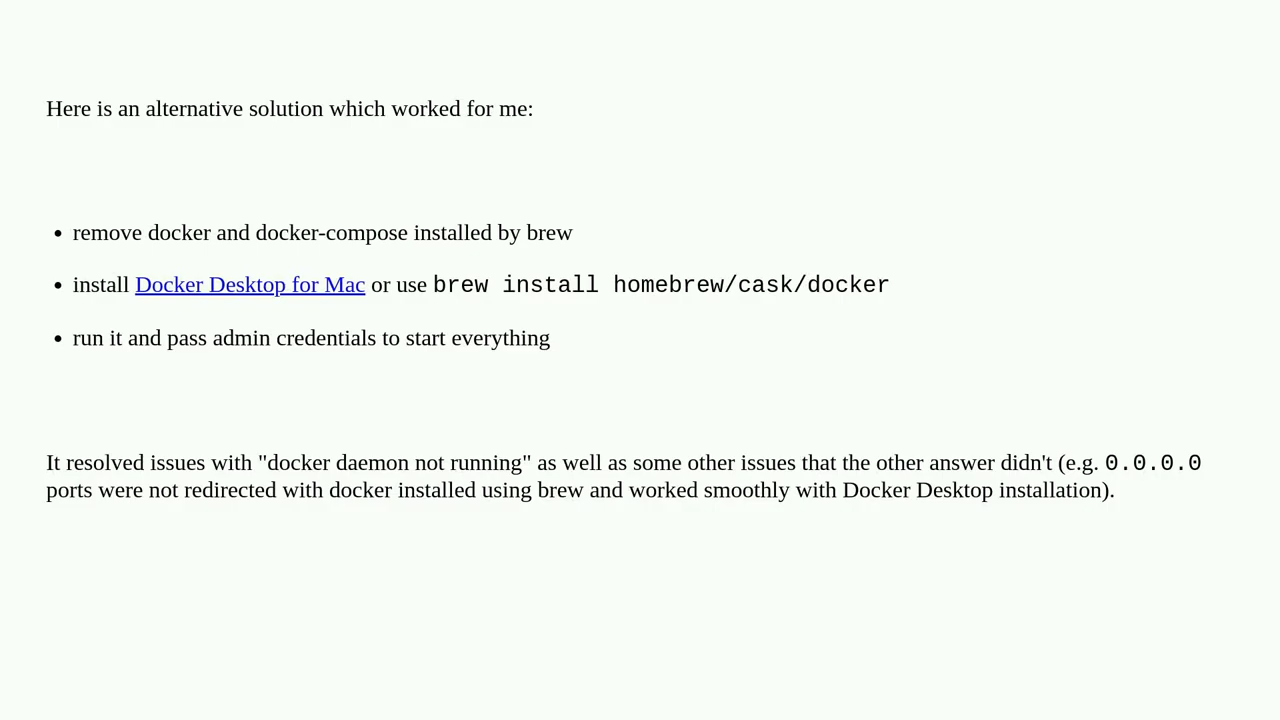 Here is an alternative solution which worked for me:
• remove docker and docker-compose installed by brew
• install Docker Desktop for Mac or use brew install homebrew/cask/docker
• run it and pass admin credentials to start everything
It resolved issues with "docker daemon not running" as well as some other issues that the other answer didn't (e.g. 0.0.0.0
ports were not redirected with docker installed using brew and worked smoothly with Docker Desktop installation).